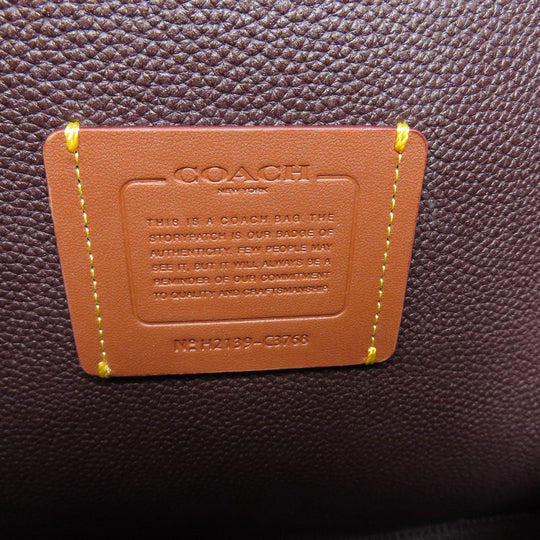 COACH
NEW YORK
THIS IS A COACH BAG. THE
STORYPATCH IS OUR BADGE OF
AUTHENTICITY. FEW PEOPLE MAY
SEE IT, BUT IT WILL ALWAYS BE A
REMINDER OF OUR COMMITMENT
TO QUALITY AND CRAFTSMANSHIP.
No H2139-C3768